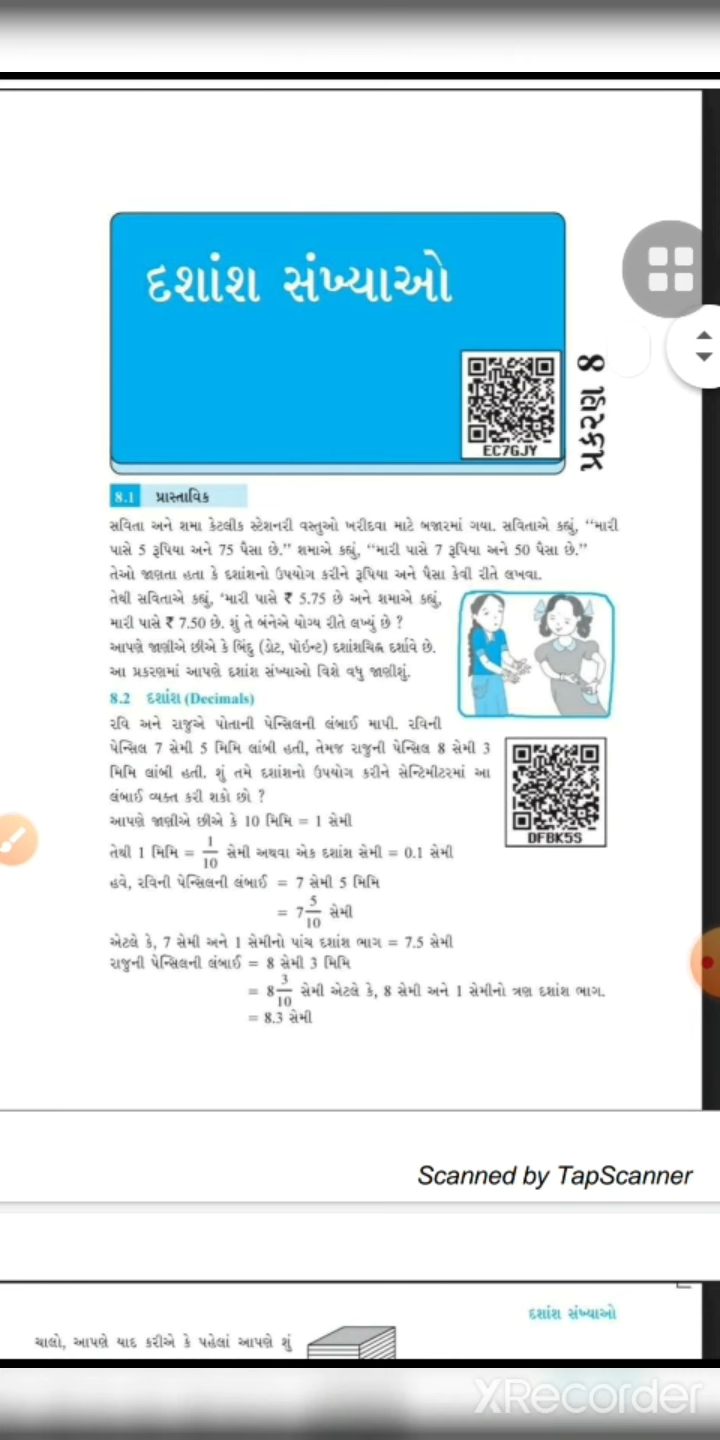 દશાંશ સંખ્યાઓ
EC7GJY
પ્રકરણ 8
8.1 પ્રાસ્તાવિક
સવિતા અને શમા કેટલીક સ્ટેશનરી વસ્તુઓ ખરીદવા માટે બજારમાં ગયા. સવિતાએ કહ્યું, “મારી
પાસે 5 રૂપિયા અને 75 પૈસા છે.” શમાએ કહ્યું, “મારી પાસે 7 રૂપિયા અને 50 પૈસા છે.”
તેઓ જાણતા હતા કે દશાંશનો ઉપયોગ કરીને રૂપિયા અને પૈસા કેવી રીતે લખવા.
તેથી સવિતાએ કહ્યું, ‘મારી પાસે ₹ 5.75 છે અને શમાએ કહ્યું,
મારી પાસે ₹ 7.50 છે. શું તે બંનેએ યોગ્ય રીતે લખ્યું છે ?
આપણે જાણીએ છીએ કે બિંદુ (ડોટ, પૉઇન્ટ) દશાંશચિહ્ન દર્શાવે છે.
આ પ્રકરણમાં આપણે દશાંશ સંખ્યાઓ વિશે વધુ જાણીશું.
8.2 દશાંશ (Decimals)
રવિ અને રાજુએ પોતાની પેન્સિલની લંબાઈ માપી. રવિની
પેન્સિલ 7 સેમી 5 મિમિ લાંબી હતી, તેમજ રાજુની પેન્સિલ 8 સેમી 3
મિમિ લાંબી હતી. શું તમે દશાંશનો ઉપયોગ કરીને સેન્ટિમીટરમાં આ
લંબાઈ વ્યક્ત કરી શકો છો ?
DFBK5S
આપણે જાણીએ છીએ કે 10 મિમિ = 1 સેમી
તેથી 1 મિમિ = 1/10 સેમી અથવા એક દશાંશ સેમી = 0.1 સેમી
હવે, રવિની પેન્સિલની લંબાઈ = 7 સેમી 5 મિમિ
= 7 5/10 સેમી
એટલે કે, 7 સેમી અને 1 સેમીનો પાંચ દશાંશ ભાગ = 7.5 સેમી
રાજુની પેન્સિલની લંબાઈ = 8 સેમી 3 મિમિ
= 8 3/10 સેમી એટલે કે, 8 સેમી અને 1 સેમીનો ત્રણ દશાંશ ભાગ.
= 8.3 સેમી
Scanned by TapScanner
દશાંશ સંખ્યાઓ
ચાલો, આપણે યાદ કરીએ કે પહેલાં આપણે શું
XRecorder